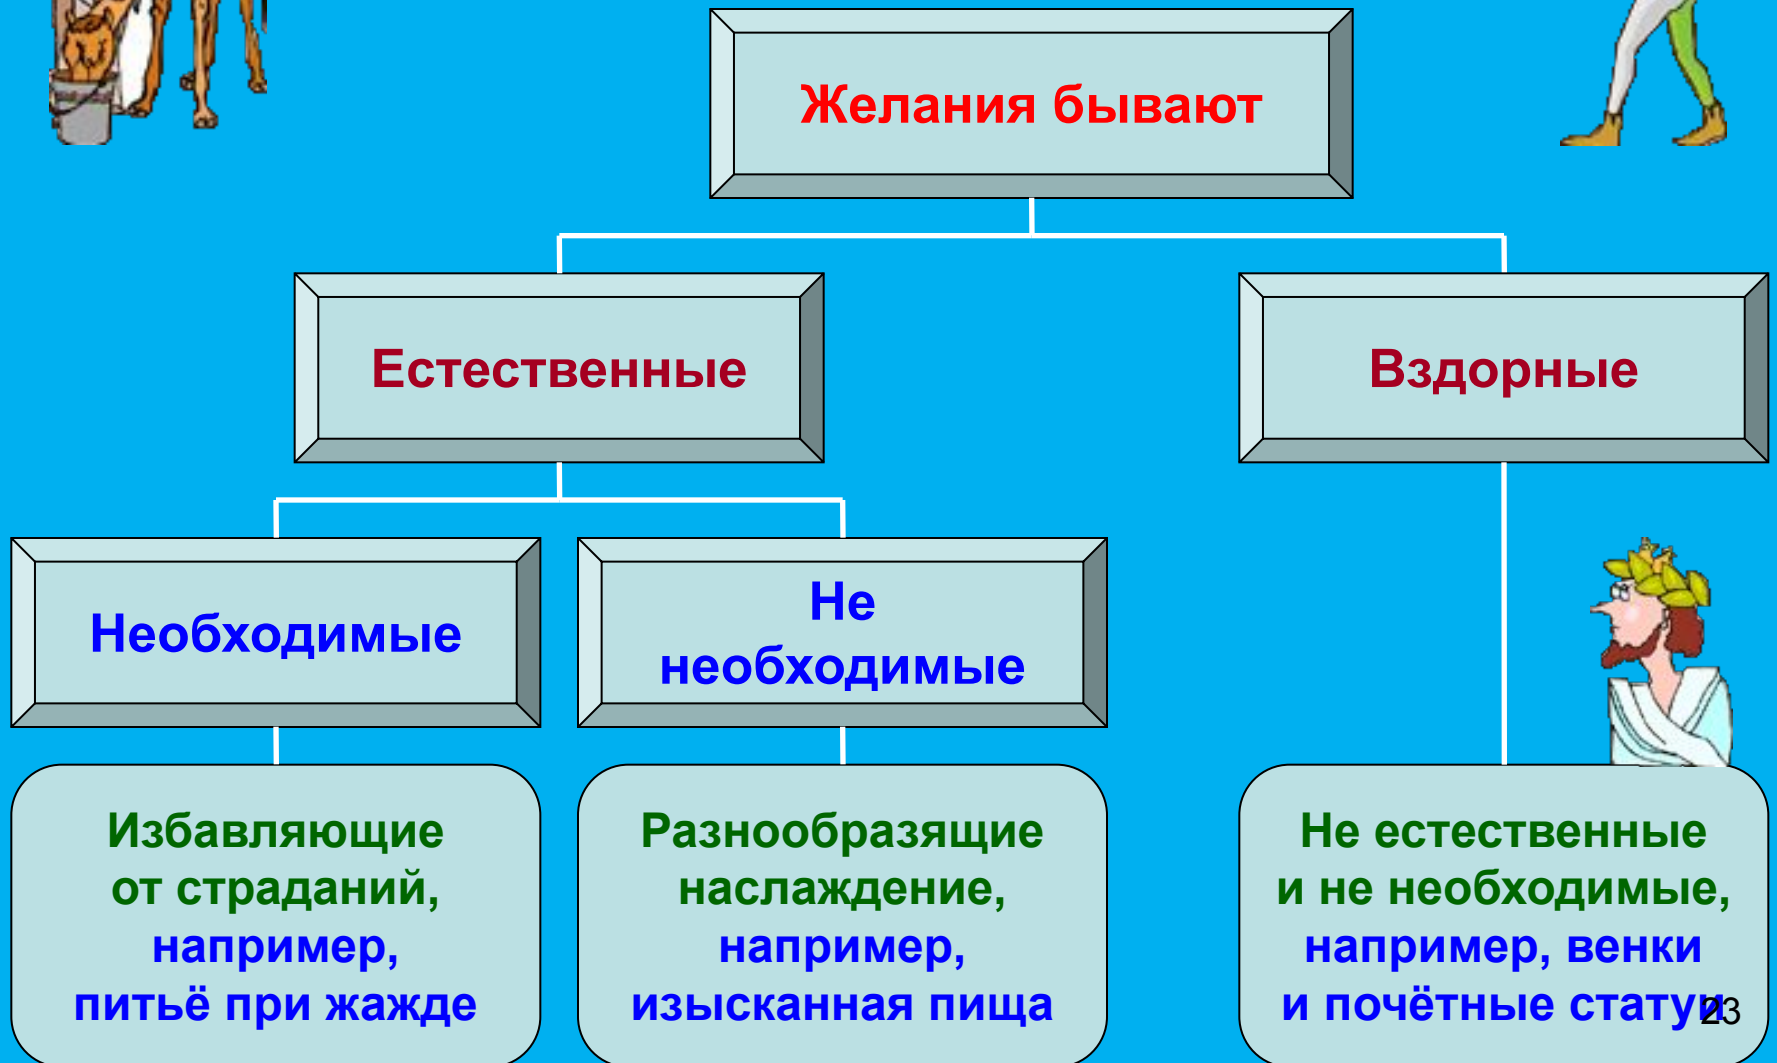 Желания бывают
Естественные
Вздорные
Необходимые
Не
необходимые
Избавляющие
от страданий,
например,
питьё при жажде
Разнообразящие
наслаждение,
например,
изысканная пища
Не естественные
и не необходимые,
например, венки
и почётные статуи
23